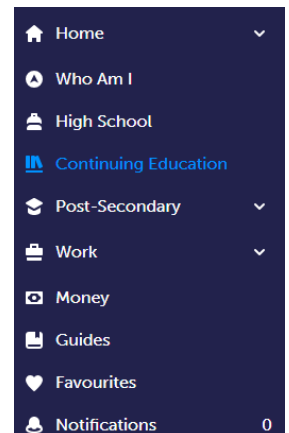 Home
Who Am I
High School
Continuing Education
Post-Secondary
Work
Money
Guides
Favourites
Notifications 0